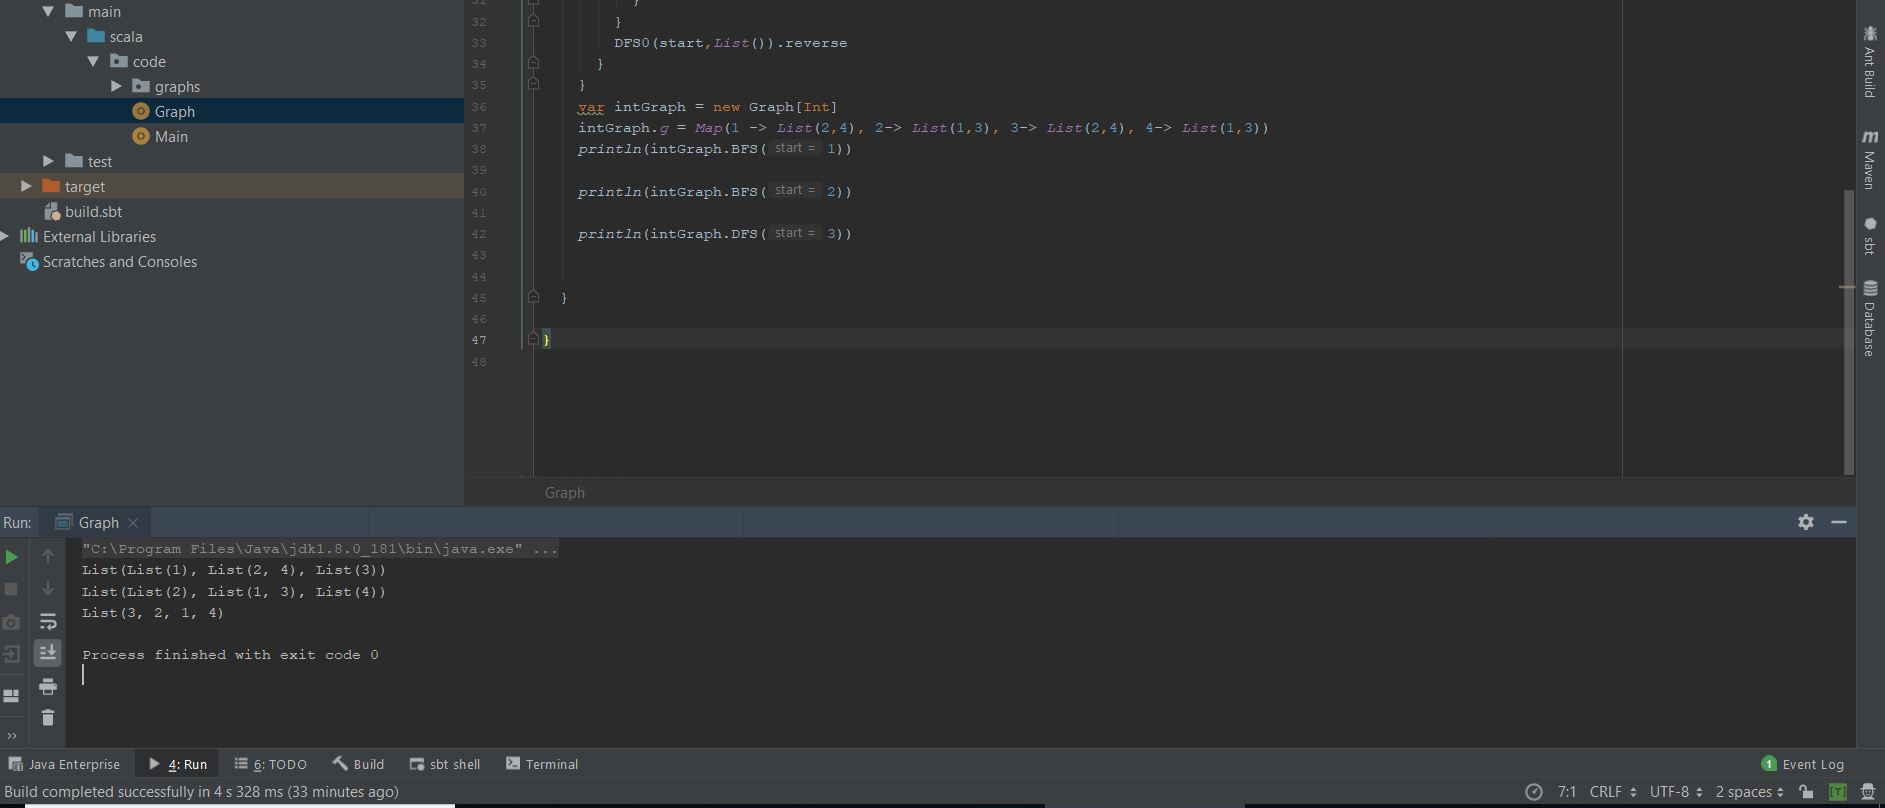 main
scala
code
graphs
Graph
Main
test
target
build.sbt
External Libraries
Scratches and Consoles
31 }
32 }
33 DFS0(start,List()).reverse
34 }
35 }
36 var intGraph = new Graph[Int]
37 intGraph.g = Map(1 -> List(2,4), 2-> List(1,3), 3-> List(2,4), 4-> List(1,3))
38 println(intGraph.BFS( start = 1))
39
40 println(intGraph.BFS( start = 2))
41
42 println(intGraph.DFS( start = 3))
43
44
45 }
46
47 }
48
Graph
Ant Build
m Maven
sbt
Database
Run: Graph
"C:\Program Files\Java\jdk1.8.0_181\bin\java.exe" ...
List(List(1), List(2, 4), List(3))
List(List(2), List(1, 3), List(4))
List(3, 2, 1, 4)
Process finished with exit code 0
Java Enterprise 4: Run 6: TODO Build sbt shell Terminal 1 Event Log
Build completed successfully in 4 s 328 ms (33 minutes ago) 7:1 CRLF UTF-8 2 spaces [T]